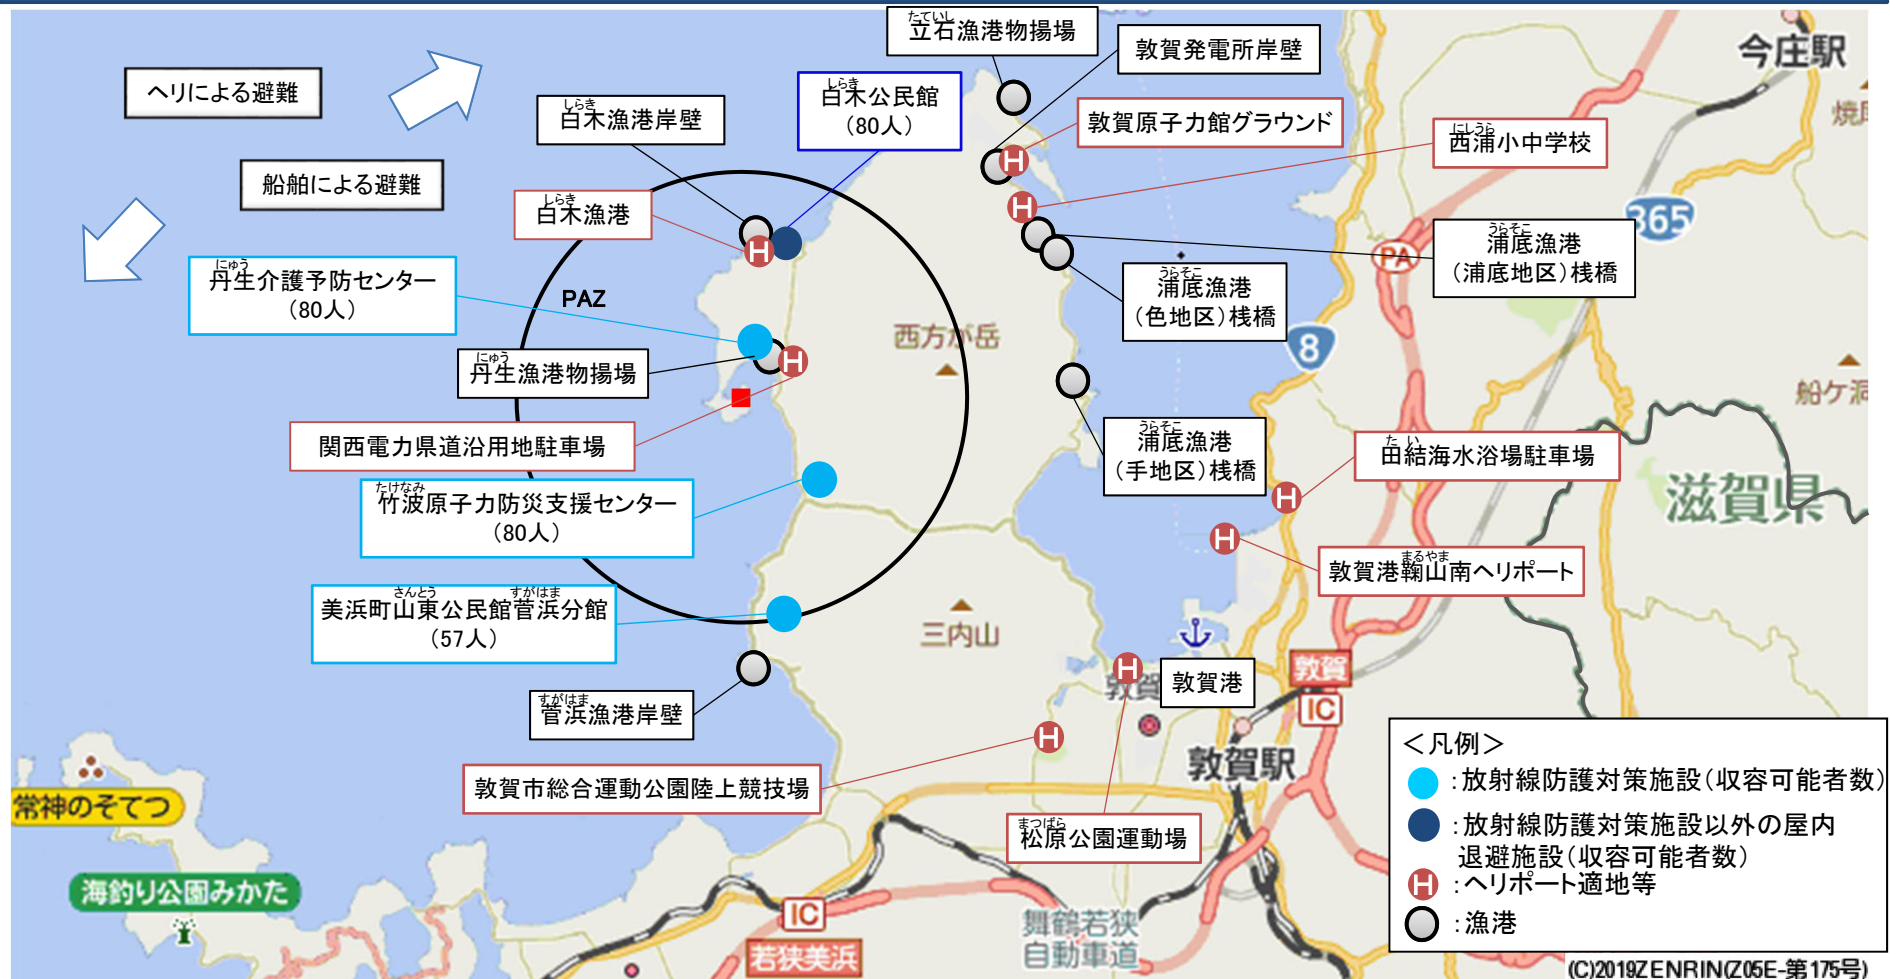 たていし
立石漁港物揚場
敦賀発電所岸壁
今庄駅
ヘリによる避難
しらき
白木漁港岸壁
しらき
白木公民館
(80人)
敦賀原子力館グラウンド
にしうら
西浦小中学校
船舶による避難
しらき
白木漁港
365
うらそこ
浦底漁港
(浦底地区)桟橋
PA
にゅう
丹生介護予防センター
(80人)
PAZ
うらそこ
浦底漁港
(色地区)桟橋
西方が岳
8
にゅう
丹生漁港物揚場
関西電力県道沿用地駐車場
うらそこ
浦底漁港
(手地区)桟橋
たい
田結海水浴場駐車場
たけなみ
竹波原子力防災支援センター
(80人)
滋賀県
まるやま
敦賀港鞠山南ヘリポート
さんとう すがはま
美浜町山東公民館菅浜分館
(57人)
三内山
敦賀
IC
敦賀
敦賀港
すがはま
菅浜漁港岸壁
敦賀駅
敦賀市総合運動公園陸上競技場
まつばら
松原公園運動場
常神のそてつ
海釣り公園みかた
IC
若狭美浜
舞鶴若狭
自動車道
船ケ洞
焼
H
H
H
H
H
H
H
H
<凡例>
:放射線防護対策施設(収容可能者数)
:放射線防護対策施設以外の屋内
退避施設(収容可能者数)
H :ヘリポート適地等
:漁港
(C)2019ZENRIN(Z05E-第175号)